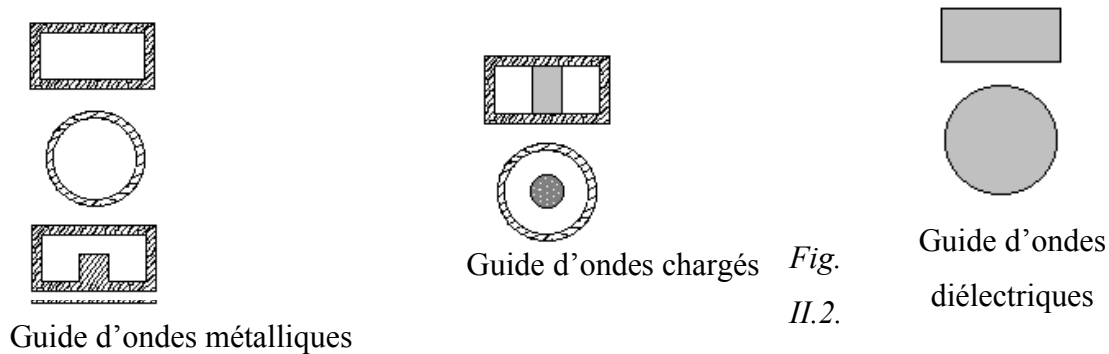 Guide d'ondes métalliques
Guide d'ondes chargés
Fig.
II.2.
Guide d'ondes
diélectriques